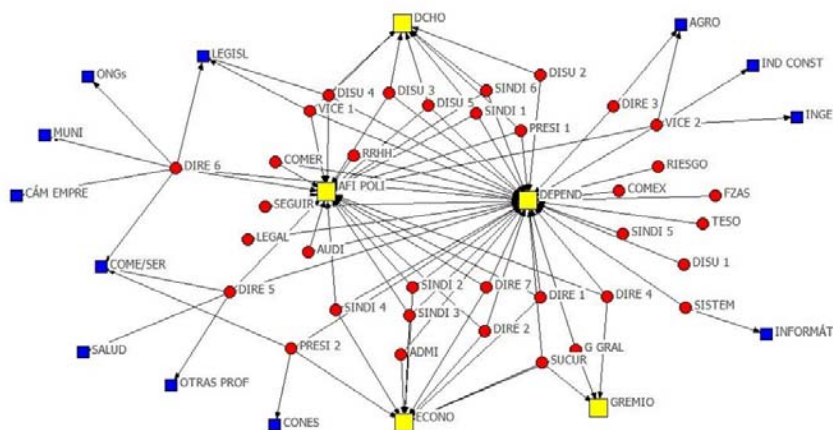 DCHO
AGRO
LEGISL
ONGs
IND CONST
DISU 2
DISU 4
DISU 3
SINDI 6
DISU 5
DIRE 3
VICE 1
SINDI 1
INGE
VICE 2
PRESI 1
MUNI
RRHH
COMER
DIRE 6
RIESGO
AFI POLI
DEPEND
COMEX
FZAS
CÁM EMPRE
SEGUIR
TESO
SINDI 5
LEGAL
AUDI
DISU 1
COME/SER
SINDI 2
DIRE 7
DIRE 5
DIRE 1
DIRE 4
SINDI 4
SINDI 3
SISTEM
DIRE 2
INFORMÁT
PRESI 2
SALUD
ADMI
G GRAL
SUCUR
OTRAS PROF
GREMIO
CONES
ECONO